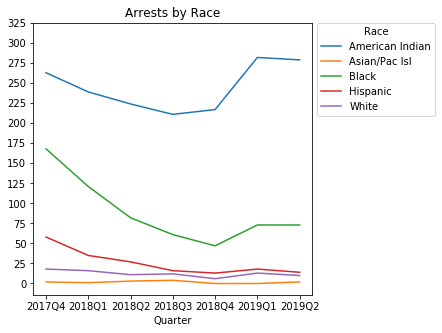 Arrests by Race
325
300
275
250
225
200
175
150
125
100
75
50
25
0
2017Q4 2018Q1 2018Q2 2018Q3 2018Q4 2019Q1 2019Q2
Quarter
Race
American Indian
Asian/Pac Isl
Black
Hispanic
White